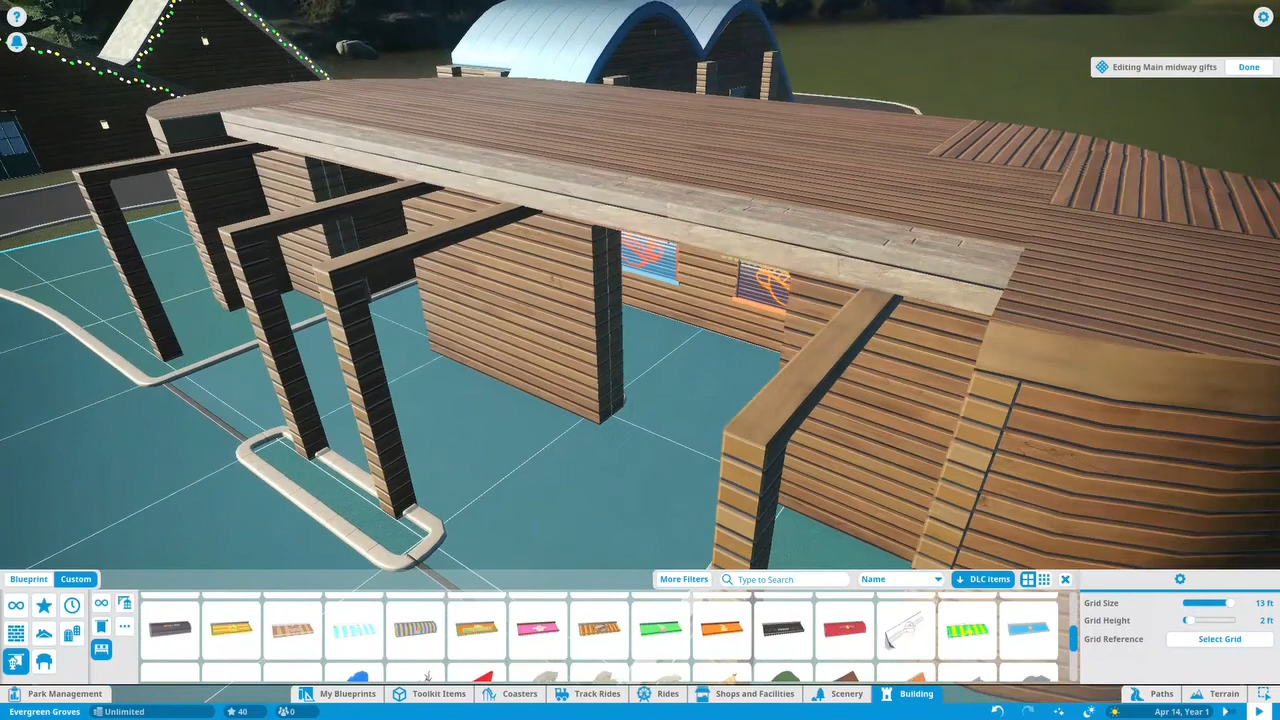 ?
Editing Main midway gifts
Done
Blueprint
Custom
More Filters
Type to Search
Name
DLC items
Grid Size
13 ft
Grid Height
2 ft
Grid Reference
Select Grid
Park Management
My Blueprints
Toolkit Items
Coasters
Track Rides
Rides
Shops and Facilities
Scenery
Building
Paths
Terrain
Evergreen Groves
Unlimited
40
0
Apr 14, Year 1